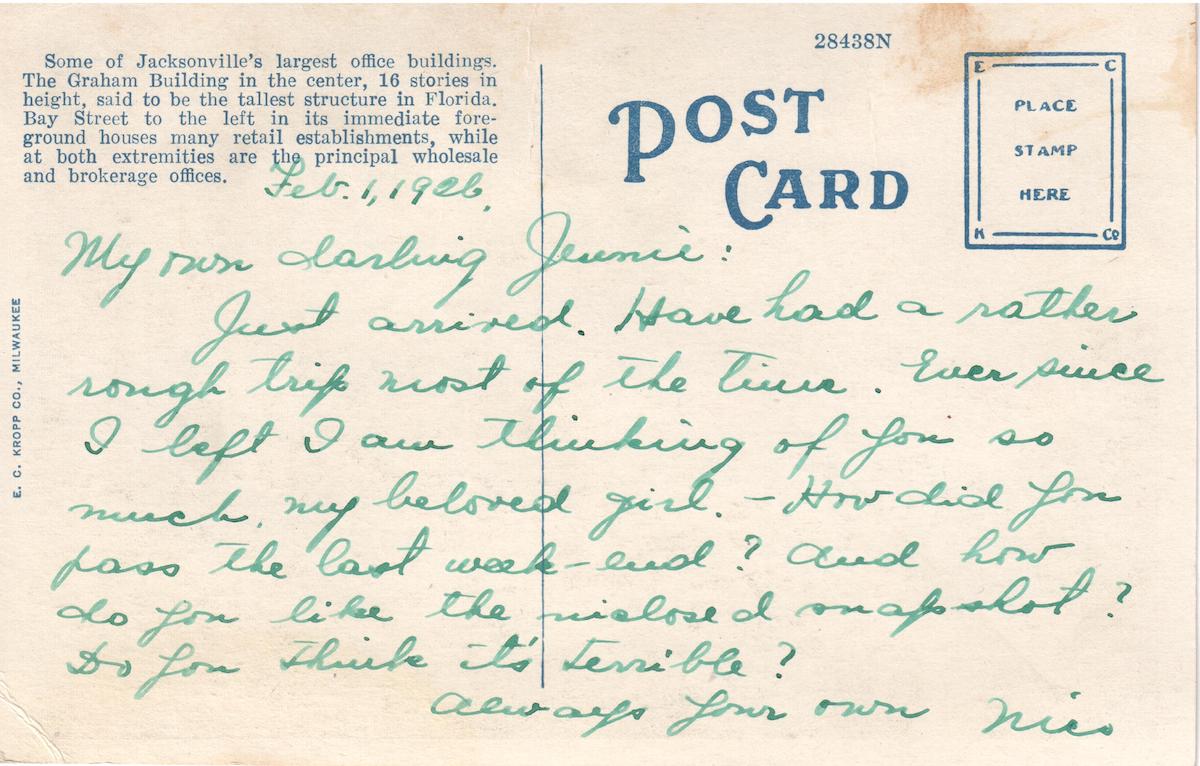 Some of Jacksonville's largest office buildings.
The Graham Building in the center, 16 stories in
height, said to be the tallest structure in Florida.
Bay Street to the left in its immediate fore-
ground houses many retail establishments, while
at both extremities are the principal wholesale
and brokerage offices.
28438N
POST
CARD
E C
PLACE
STAMP
HERE
K Co
E. C. KROPP CO., MILWAUKEE
Feb. 1, 1926.
My own darling Jennie:
Just arrived. Have had a rather
rough trip most of the time. Ever since
I left I am thinking of you so
much, my beloved girl. – How did you
pass the last week-end? And how
do you like the inclosed snapshot?
Do you think it's terrible?
Always your own Nico